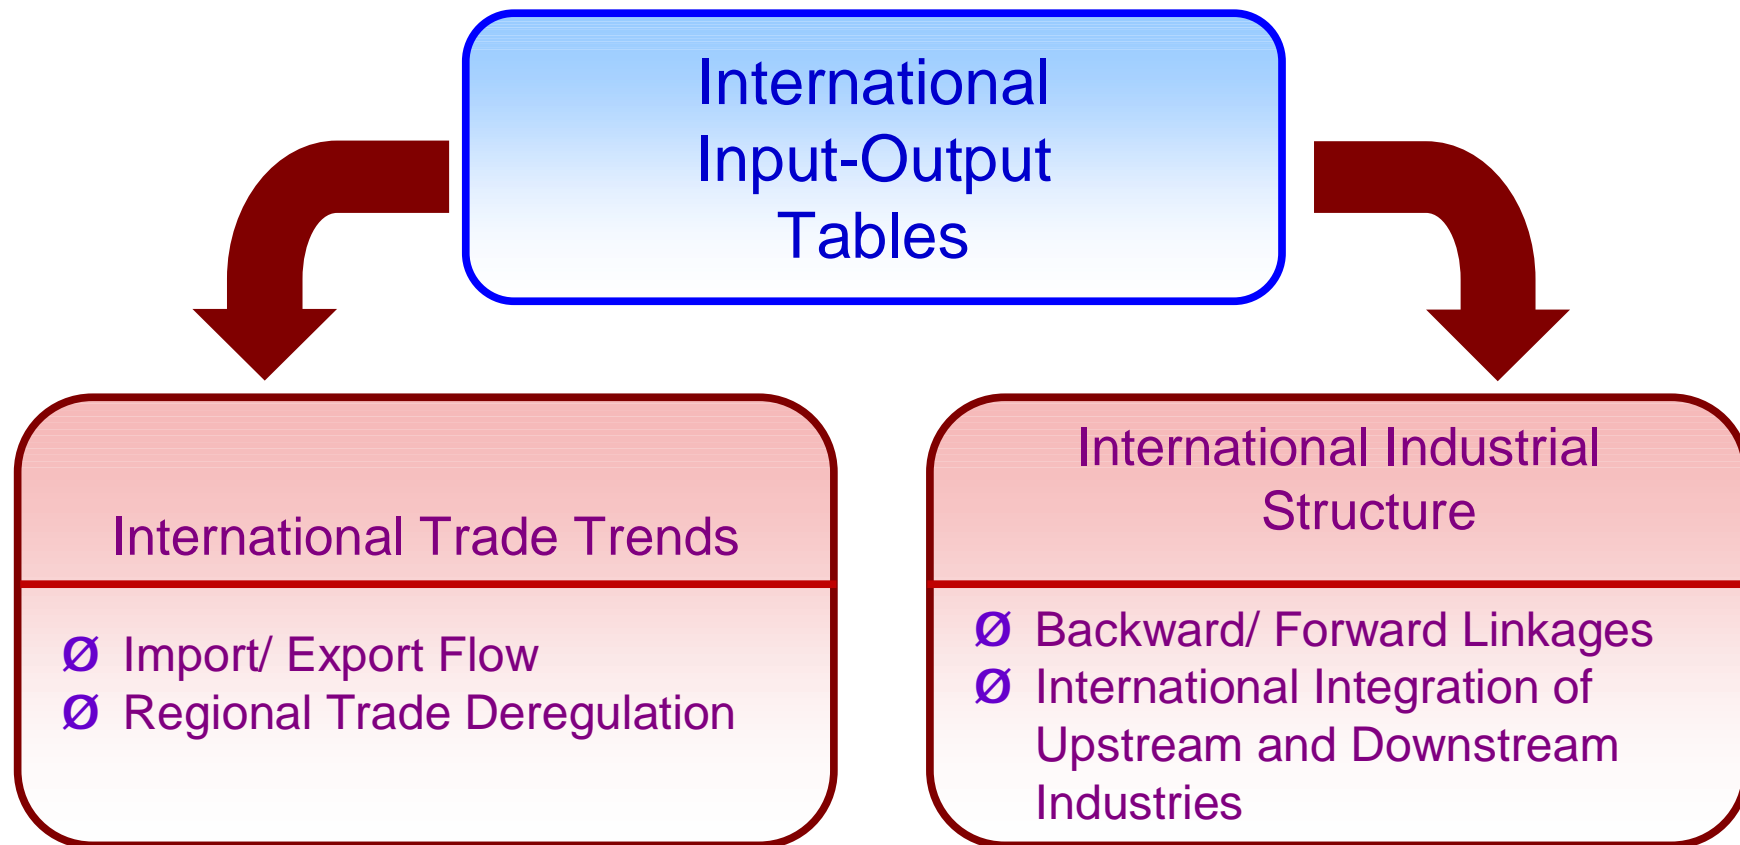 International
Input-Output
Tables
International Trade Trends
Ø Import/ Export Flow
Ø Regional Trade Deregulation
International Industrial
Structure
Ø Backward/ Forward Linkages
Ø International Integration of
Upstream and Downstream
Industries